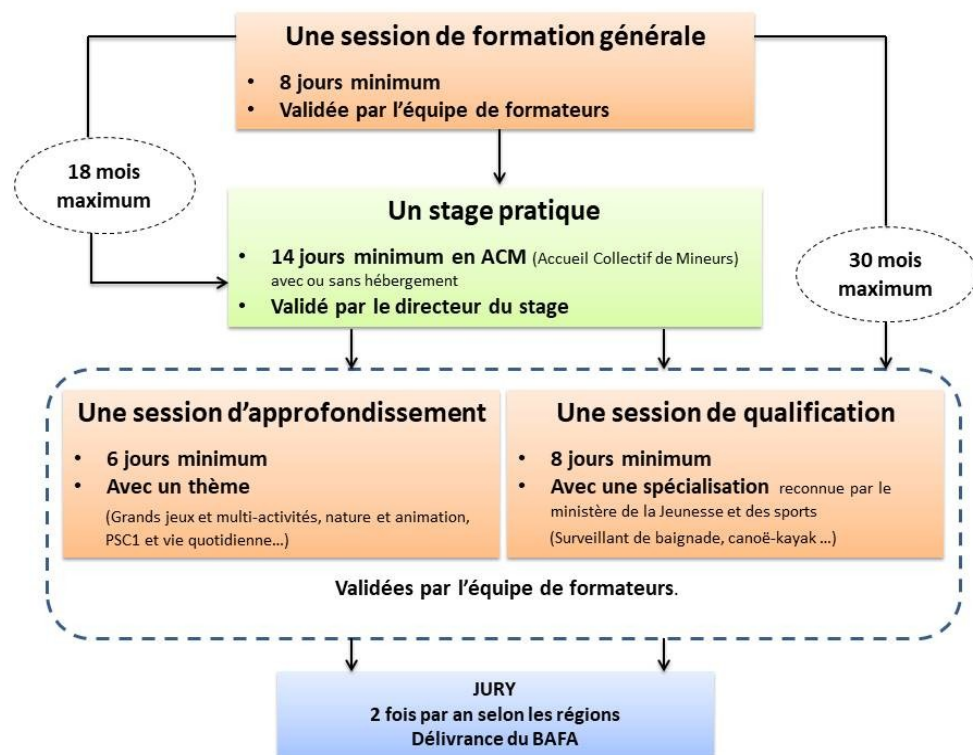 Une session de formation générale
• 8 jours minimum
• Validée par l’équipe de formateurs
18 mois
maximum
Un stage pratique
• 14 jours minimum en ACM (Accueil Collectif de Mineurs)
avec ou sans hébergement
• Validé par le directeur du stage
30 mois
maximum
Une session d’approfondissement
• 6 jours minimum
• Avec un thème
(Grands jeux et multi-activités, nature et animation,
PSC1 et vie quotidienne…)
Une session de qualification
• 8 jours minimum
• Avec une spécialisation reconnue par le
ministère de la Jeunesse et des sports
(Surveillant de baignade, canoë-kayak …)
Validées par l’équipe de formateurs.
JURY
2 fois par an selon les régions
Délivrance du BAFA